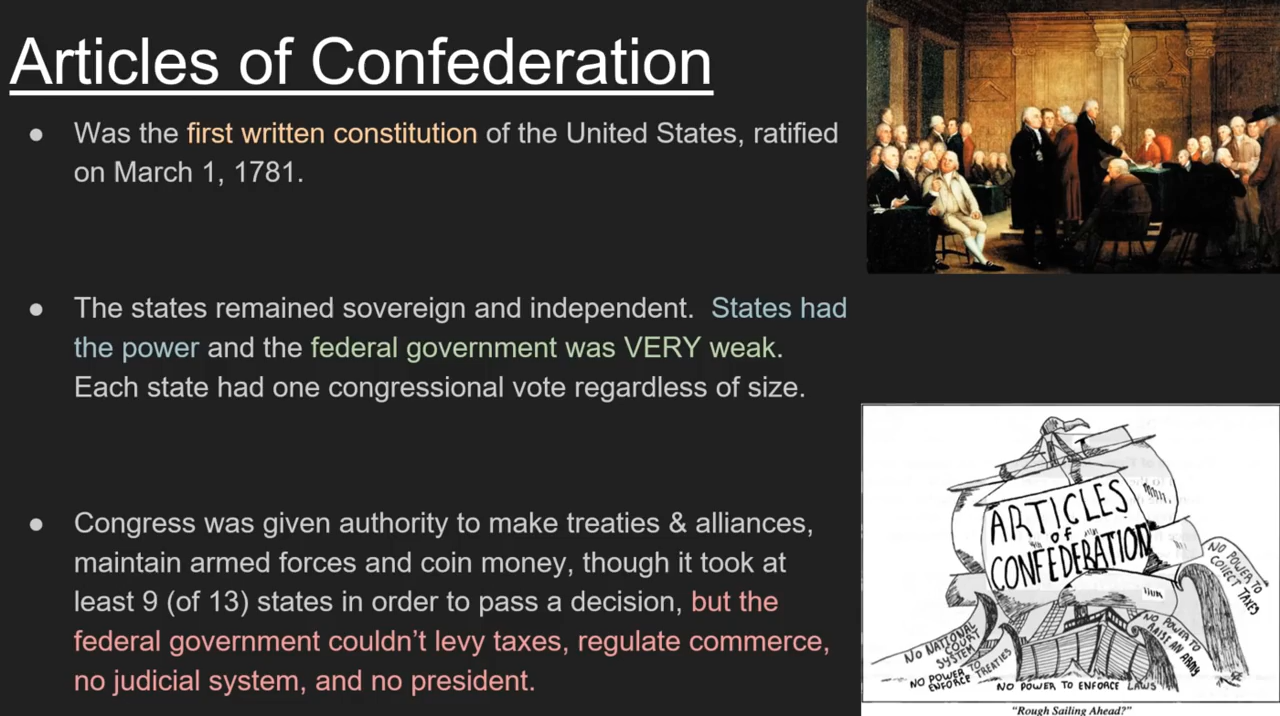 Articles of Confederation
● Was the first written constitution of the United States, ratified
on March 1, 1781.
● The states remained sovereign and independent.  States had
the power and the federal government was VERY weak.
Each state had one congressional vote regardless of size.
● Congress was given authority to make treaties & alliances,
maintain armed forces and coin money, though it took at
least 9 (of 13) states in order to pass a decision, but the
federal government couldn't levy taxes, regulate commerce,
no judicial system, and no president.
ARTICLES
OF
CONFEDERATION
NO POWER TO
COLLECT TAXES
NO POWER TO
RAISE AN ARMY
NO NATIONAL
COURT
SYSTEM
NO POWER TO
ENFORCE TREATIES
NO POWER TO ENFORCE LAWS
"Rough Sailing Ahead?"